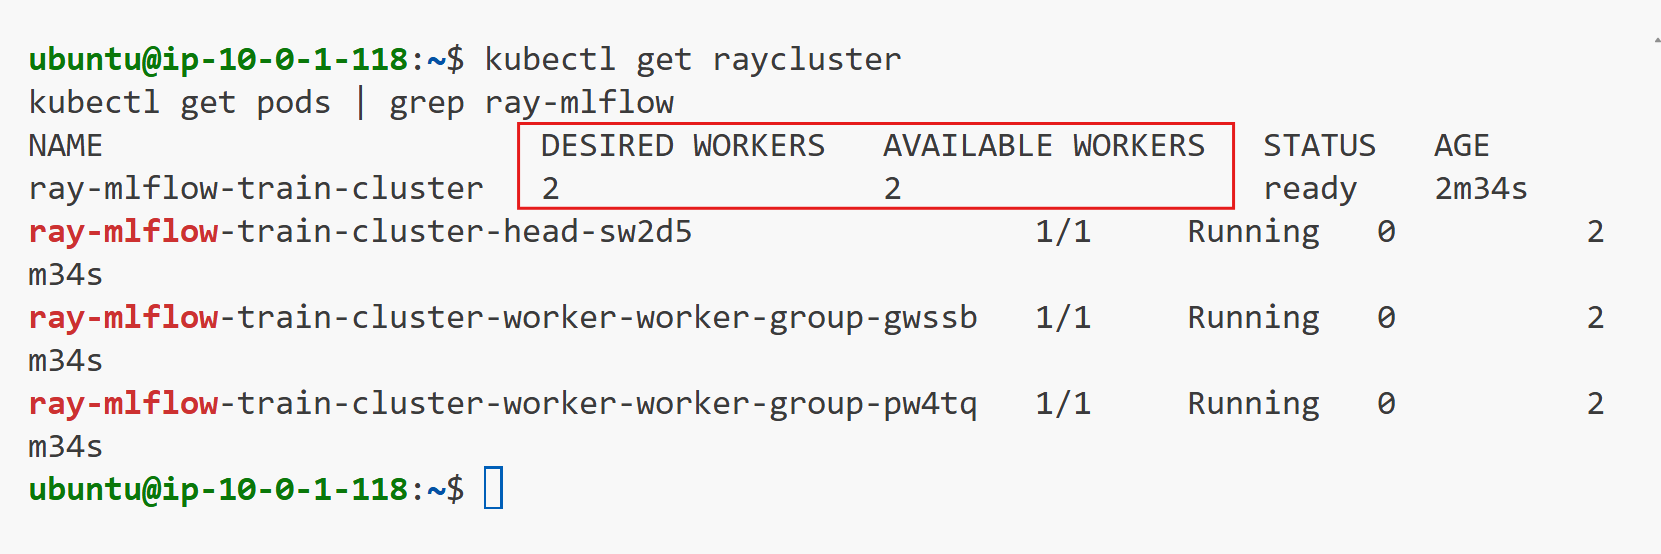 ubuntu@ip-10-0-1-118:~$ kubectl get raycluster
kubectl get pods | grep ray-mlflow
NAME                        DESIRED WORKERS   AVAILABLE WORKERS   STATUS   AGE
ray-mlflow-train-cluster   2                 2                   ready    2m34s
ray-mlflow-train-cluster-head-sw2d5                  1/1     Running   0          2
m34s
ray-mlflow-train-cluster-worker-worker-group-gwssb   1/1     Running   0          2
m34s
ray-mlflow-train-cluster-worker-worker-group-pw4tq   1/1     Running   0          2
m34s
ubuntu@ip-10-0-1-118:~$